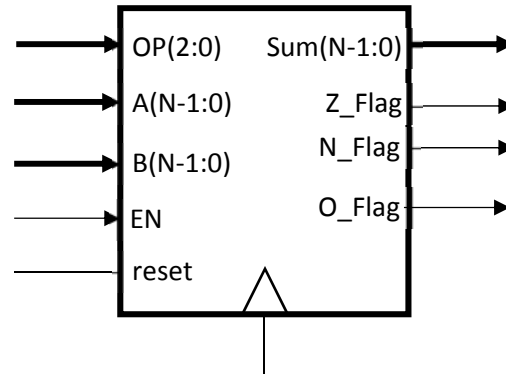 OP(2:0) Sum(N-1:0)
A(N-1:0) Z_Flag
B(N-1:0) N_Flag
EN O_Flag
reset